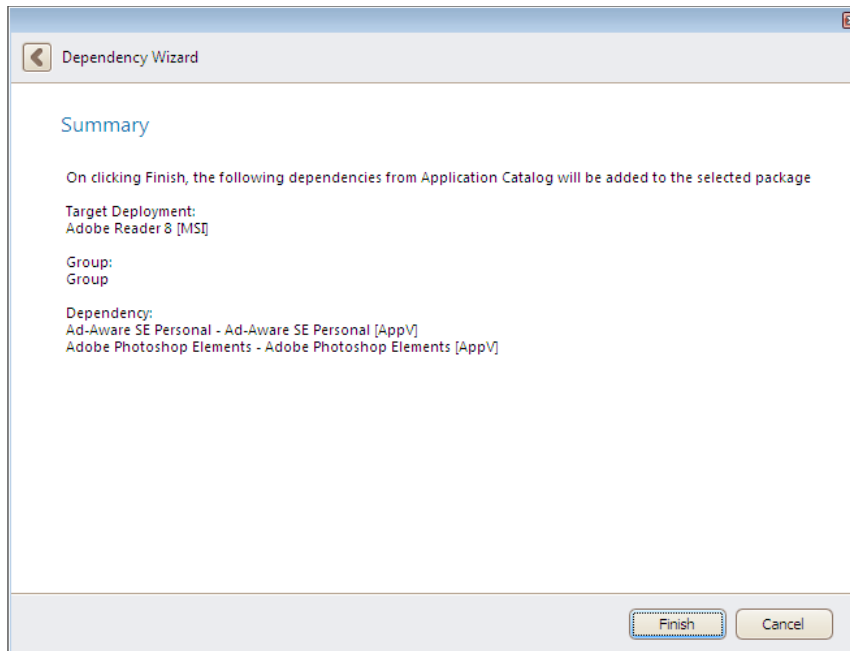 Dependency Wizard
Summary
On clicking Finish, the following dependencies from Application Catalog will be added to the selected package
Target Deployment:
Adobe Reader 8 [MSI]
Group:
Group
Dependency:
Ad-Aware SE Personal - Ad-Aware SE Personal [AppV]
Adobe Photoshop Elements - Adobe Photoshop Elements [AppV]
Finish
Cancel